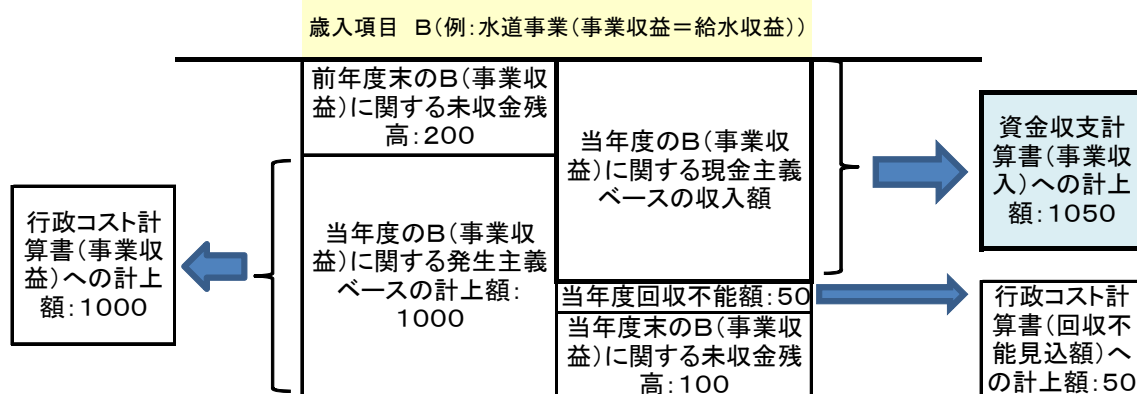 歳入項目 B(例:水道事業(事業収益=給水収益))
前年度末のB(事業収
益)に関する未収金残
高:200
当年度のB(事業収
益)に関する現金主義
ベースの収入額
資金収支計
算書(事業収
入)への計上
額:1050
行政コスト計
算書(事業収
益)への計上
額:1000
当年度のB(事業収
益)に関する発生主義
ベースの計上額:
1000
当年度回収不能額:50
当年度末のB(事業収
益)に関する未収金残
高:100
行政コスト計
算書(回収不
能見込額)へ
の計上額:50